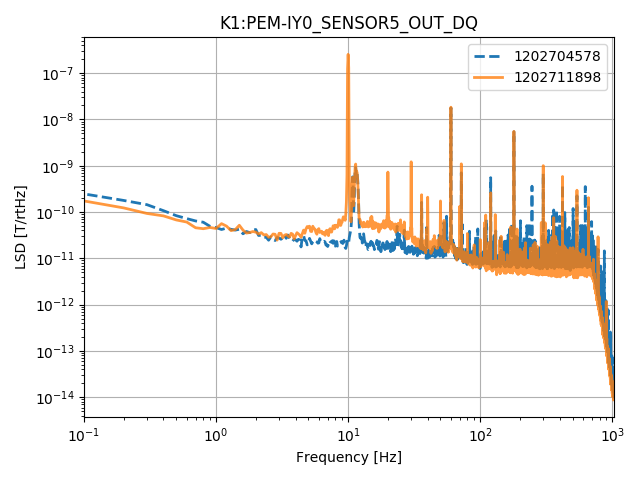 K1:PEM-IY0_SENSOR5_OUT_DQ
1202704578
1202711898
LSD [T/rtHz]
10⁻⁷
10⁻⁸
10⁻⁹
10⁻¹⁰
10⁻¹¹
10⁻¹²
10⁻¹³
10⁻¹⁴
10⁻¹ 10⁰ 10¹ 10² 10³
Frequency [Hz]